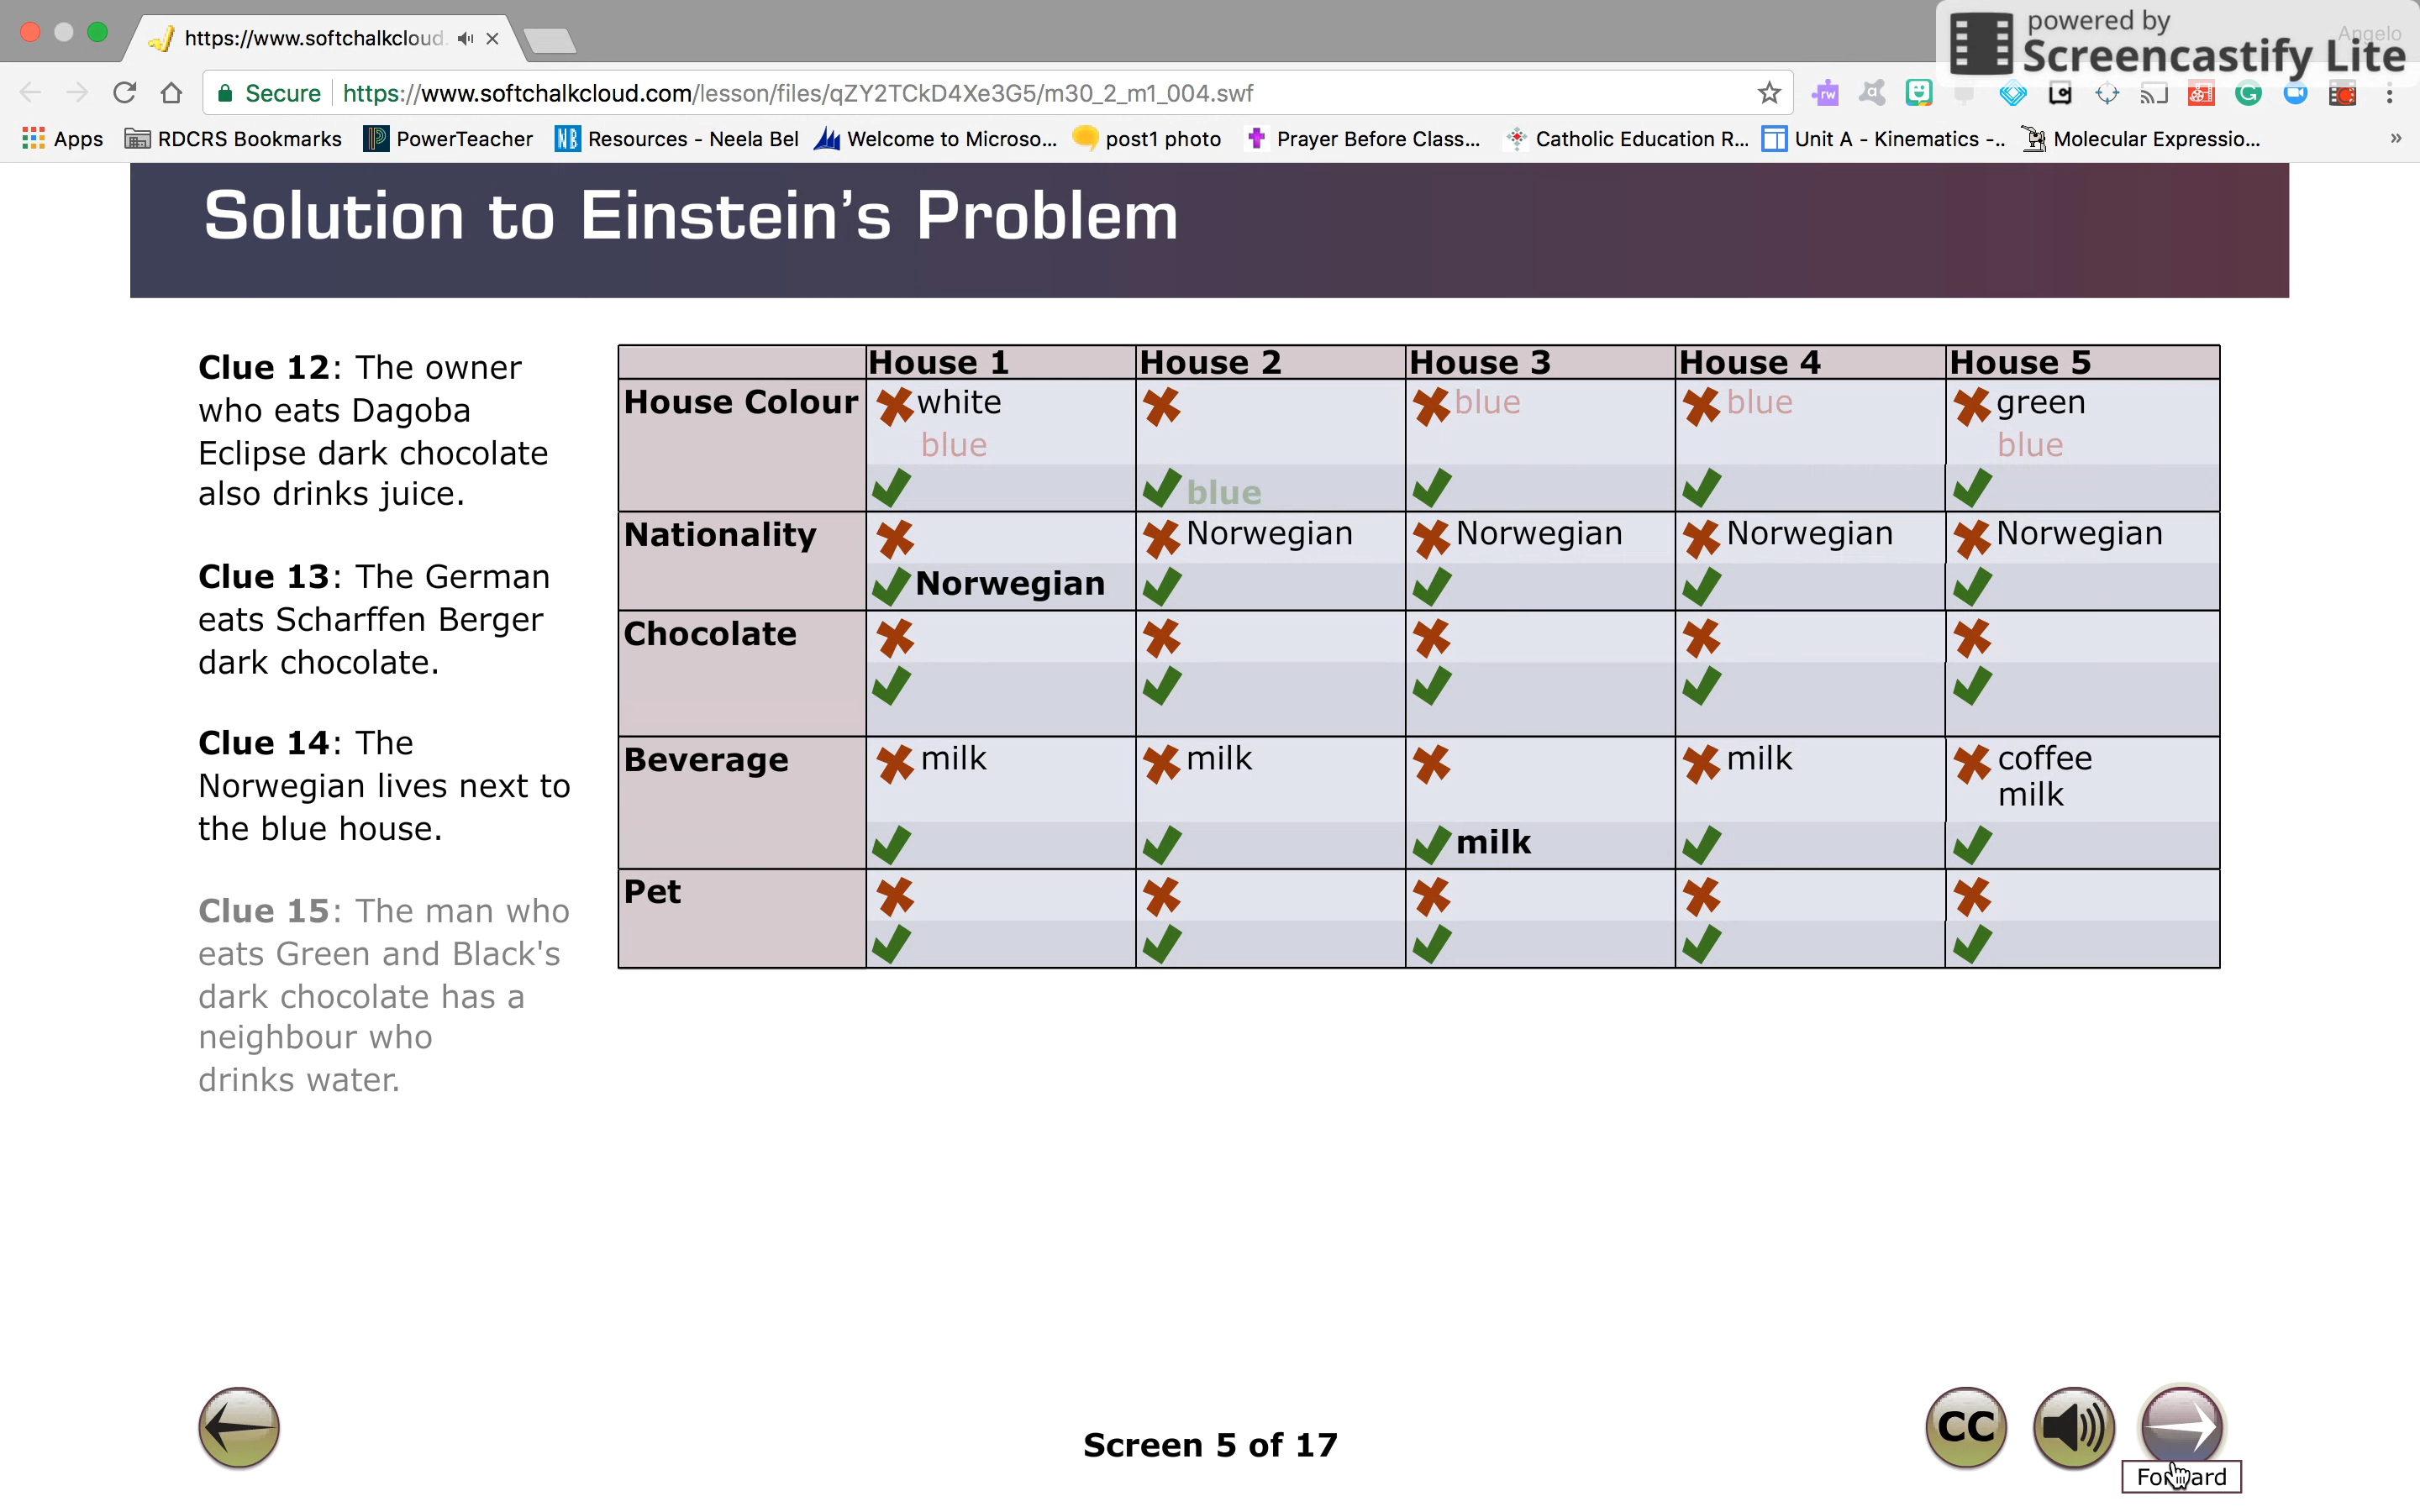 https://www.softchalkcloud.
powered by
Screencastify Lite
Angelo
Secure
https://www.softchalkcloud.com/lesson/files/qZY2TCkD4Xe3G5/m30_2_m1_004.swf
Apps RDCRS Bookmarks PowerTeacher NB Resources - Neela Bel Welcome to Microso... post1 photo Prayer Before Class... Catholic Education R... Unit A - Kinematics -.. Molecular Expressio... »
Solution to Einstein's Problem
Clue 12: The owner
who eats Dagoba
Eclipse dark chocolate
also drinks juice.
Clue 13: The German
eats Scharffen Berger
dark chocolate.
Clue 14: The
Norwegian lives next to
the blue house.
Clue 15: The man who
eats Green and Black's
dark chocolate has a
neighbour who
drinks water.
House 1 House 2 House 3 House 4 House 5
House Colour white blue blue green
blue blue
blue
Nationality Norwegian Norwegian Norwegian Norwegian
Norwegian
Chocolate
Beverage milk milk milk coffee
milk
milk
Pet
Screen 5 of 17
CC
Forward